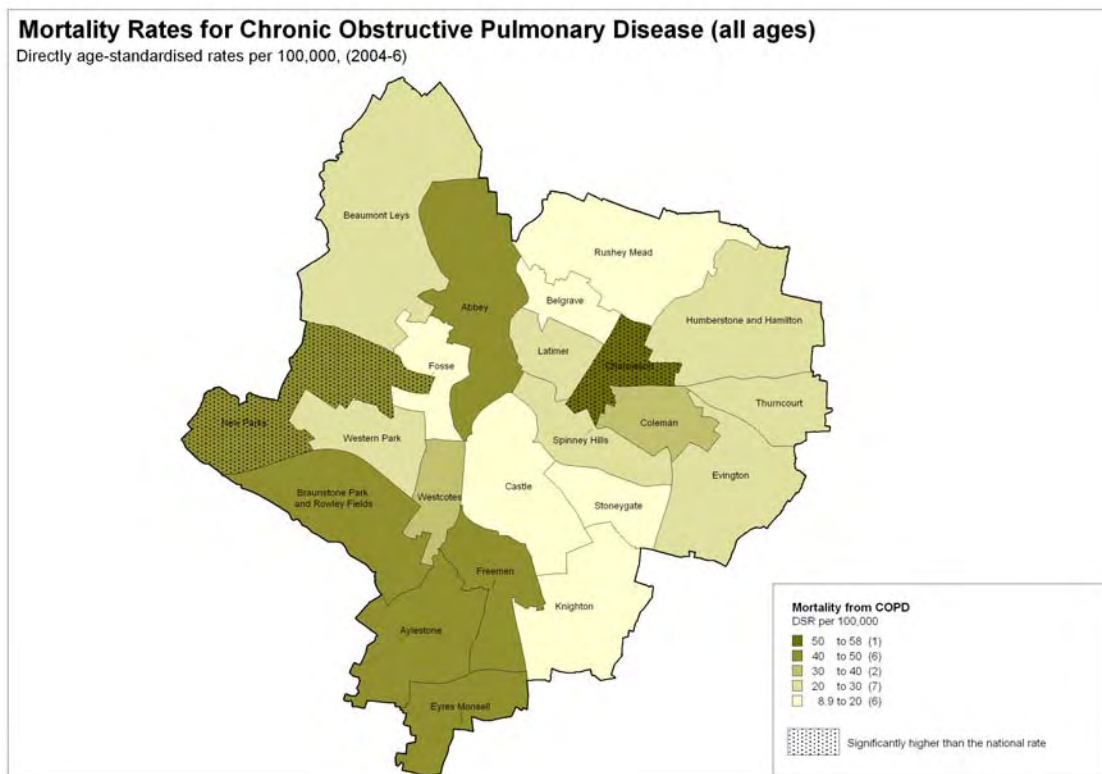 Mortality Rates for Chronic Obstructive Pulmonary Disease (all ages)
Directly age-standardised rates per 100,000, (2004-6)
Beaumont Leys
Rushey Mead
Abbey
Belgrave
Humberstone and Hamilton
Latimer
Fosse
Charnwood
Thurncourt
New Parks
Coleman
Western Park
Spinney Hills
Evington
Braunstone Park
and Rowley Fields
Westcotes
Castle
Stoneygate
Freemen
Knighton
Aylestone
Eyres Monsell
Mortality from COPD
DSR per 100,000
50 to 58 (1)
40 to 50 (6)
30 to 40 (2)
20 to 30 (7)
8.9 to 20 (6)
Significantly higher than the national rate